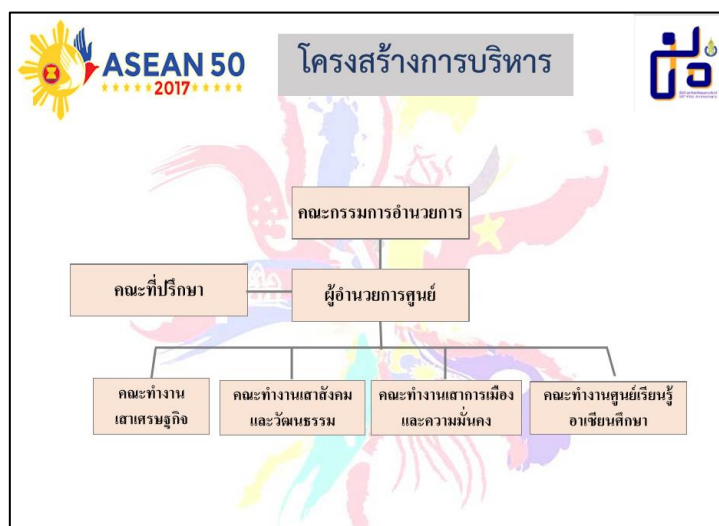 ASEAN 50
2017
โครงสร้างการบริหาร
คณะกรรมการอำนวยการ
คณะที่ปรึกษา
ผู้อำนวยการศูนย์
คณะทำงาน
เสาเศรษฐกิจ
คณะทำงานเสาสังคม
และวัฒนธรรม
คณะทำงานเสาการเมือง
และความมั่นคง
คณะทำงานศูนย์เรียนรู้
อาเซียนศึกษา